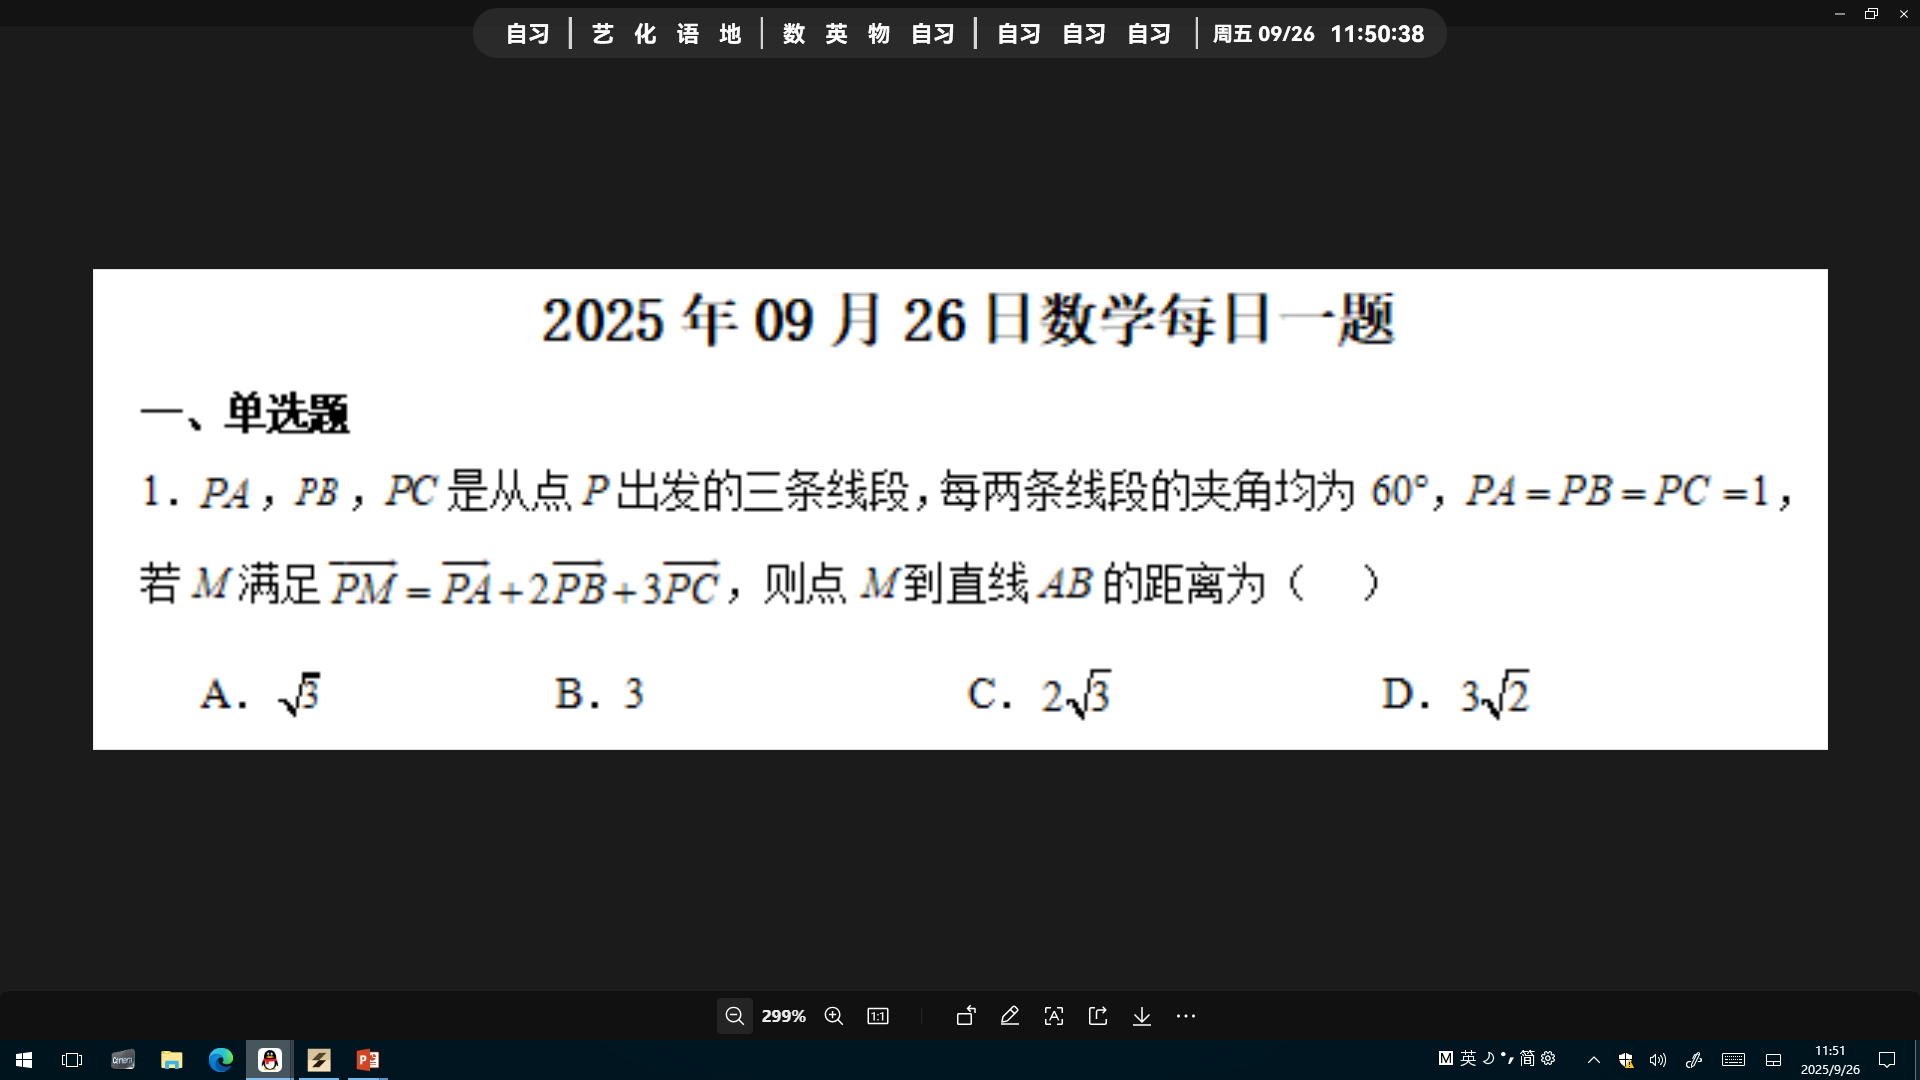 自习 | 艺 化 语 地 | 数 英 物 自习 | 自习 自习 自习 | 周五 09/26 11:50:38
2025 年 09 月 26 日数学每日一题
一、单选题
1. PA，PB，PC 是从点 P 出发的三条线段，每两条线段的夹角均为 60°，PA = PB = PC =1，
若 M 满足 \overrightarrow{PM} = \overrightarrow{PA} + 2\overrightarrow{PB} + 3\overrightarrow{PC}，则点 M 到直线 AB 的距离为（ ）
A. √3 B. 3 C. 2√3 D. 3√2
299% 1:1
M 英 简 11:51
2025/9/26